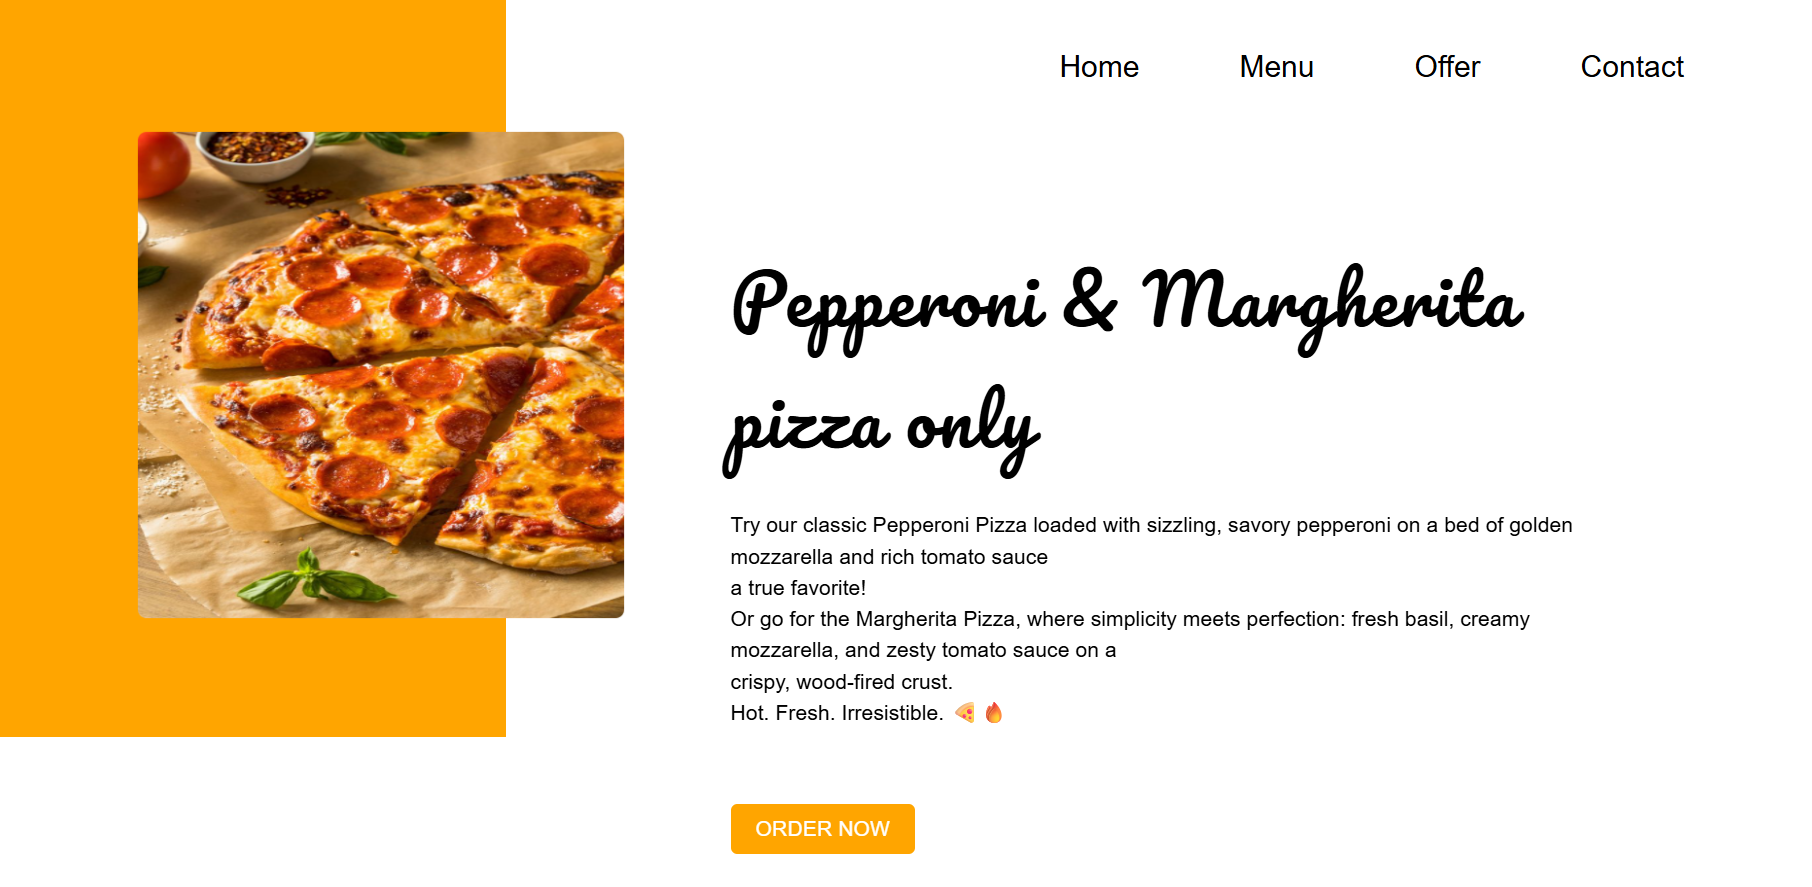 Home Menu Offer Contact
Pepperoni & Margherita
pizza only
Try our classic Pepperoni Pizza loaded with sizzling, savory pepperoni on a bed of golden
mozzarella and rich tomato sauce
a true favorite!
Or go for the Margherita Pizza, where simplicity meets perfection: fresh basil, creamy
mozzarella, and zesty tomato sauce on a
crispy, wood-fired crust.
Hot. Fresh. Irresistible. 🍕🔥
ORDER NOW